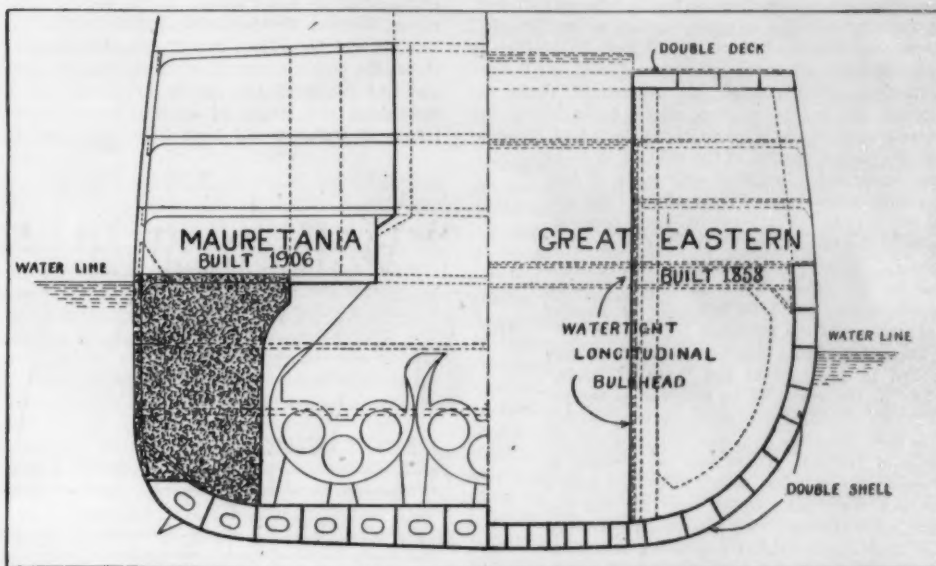 DOUBLE DECK
MAURETANIA
BUILT 1906
WATER LINE
GREAT EASTERN
BUILT 1858
WATERTIGHT
LONGITUDINAL
BULKHEAD
WATER LINE
DOUBLE SHELL